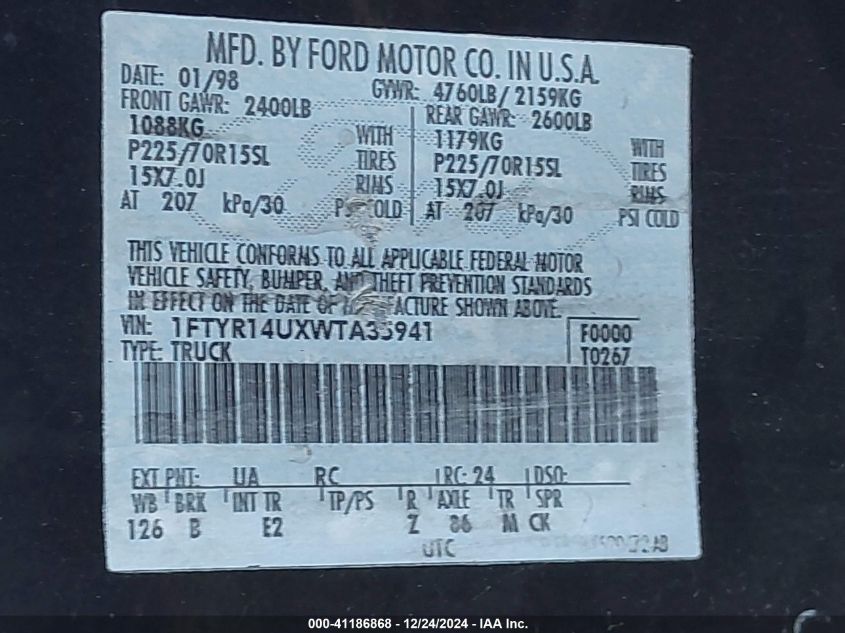 MFD. BY FORD MOTOR CO. IN U.S.A.
DATE: 01/98 GVWR: 4760LB/ 2159KG
FRONT GAWR: 2400LB REAR GAWR: 2600LB
1088KG WITH 1179KG WITH
P225/70R15SL TIRES P225/70R15SL TIRES
15X7.0J RIMS 15X7.0J RIMS
AT 207 kPa/30 PSI COLD AT 207 kPa/30 PSI COLD
THIS VEHICLE CONFORMS TO ALL APPLICABLE FEDERAL MOTOR
VEHICLE SAFETY, BUMPER, AND THEFT PREVENTION STANDARDS
IN EFFECT ON THE DATE OF MANUFACTURE SHOWN ABOVE.
VIN: 1FTYR14UXWTA35941 F0000
TYPE: TRUCK T0267
EXT PNT: UA RC RC: 24 DSO:
WB BRK INT TR TP/PS R AXLE TR SPR
126 B E2 Z 86 M CK
UTC
000-41186868 - 12/24/2024 - IAA Inc.